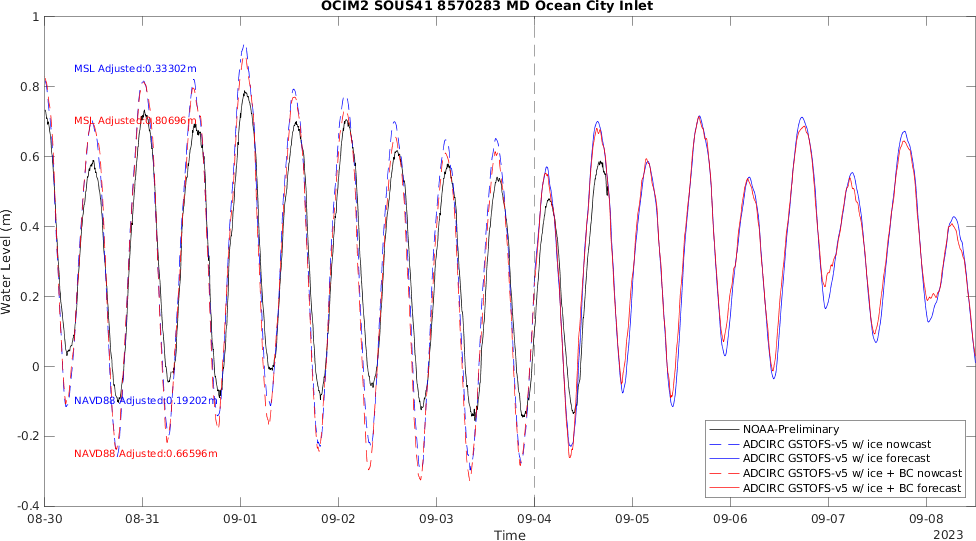 OCIM2 SOUS41 8570283 MD Ocean City Inlet
Water Level (m)
1
0.8
0.6
0.4
0.2
0
-0.2
-0.4
MSL Adjusted:0.33302m
MSL Adjusted:0.80696m
NAVD88 Adjusted:0.19202m
NAVD88 Adjusted:0.66596m
NOAA-Preliminary
ADCIRC GSTOFS-v5 w/ ice nowcast
ADCIRC GSTOFS-v5 w/ ice forecast
ADCIRC GSTOFS-v5 w/ ice + BC nowcast
ADCIRC GSTOFS-v5 w/ ice + BC forecast
08-30 08-31 09-01 09-02 09-03 09-04 09-05 09-06 09-07 09-08
Time
2023